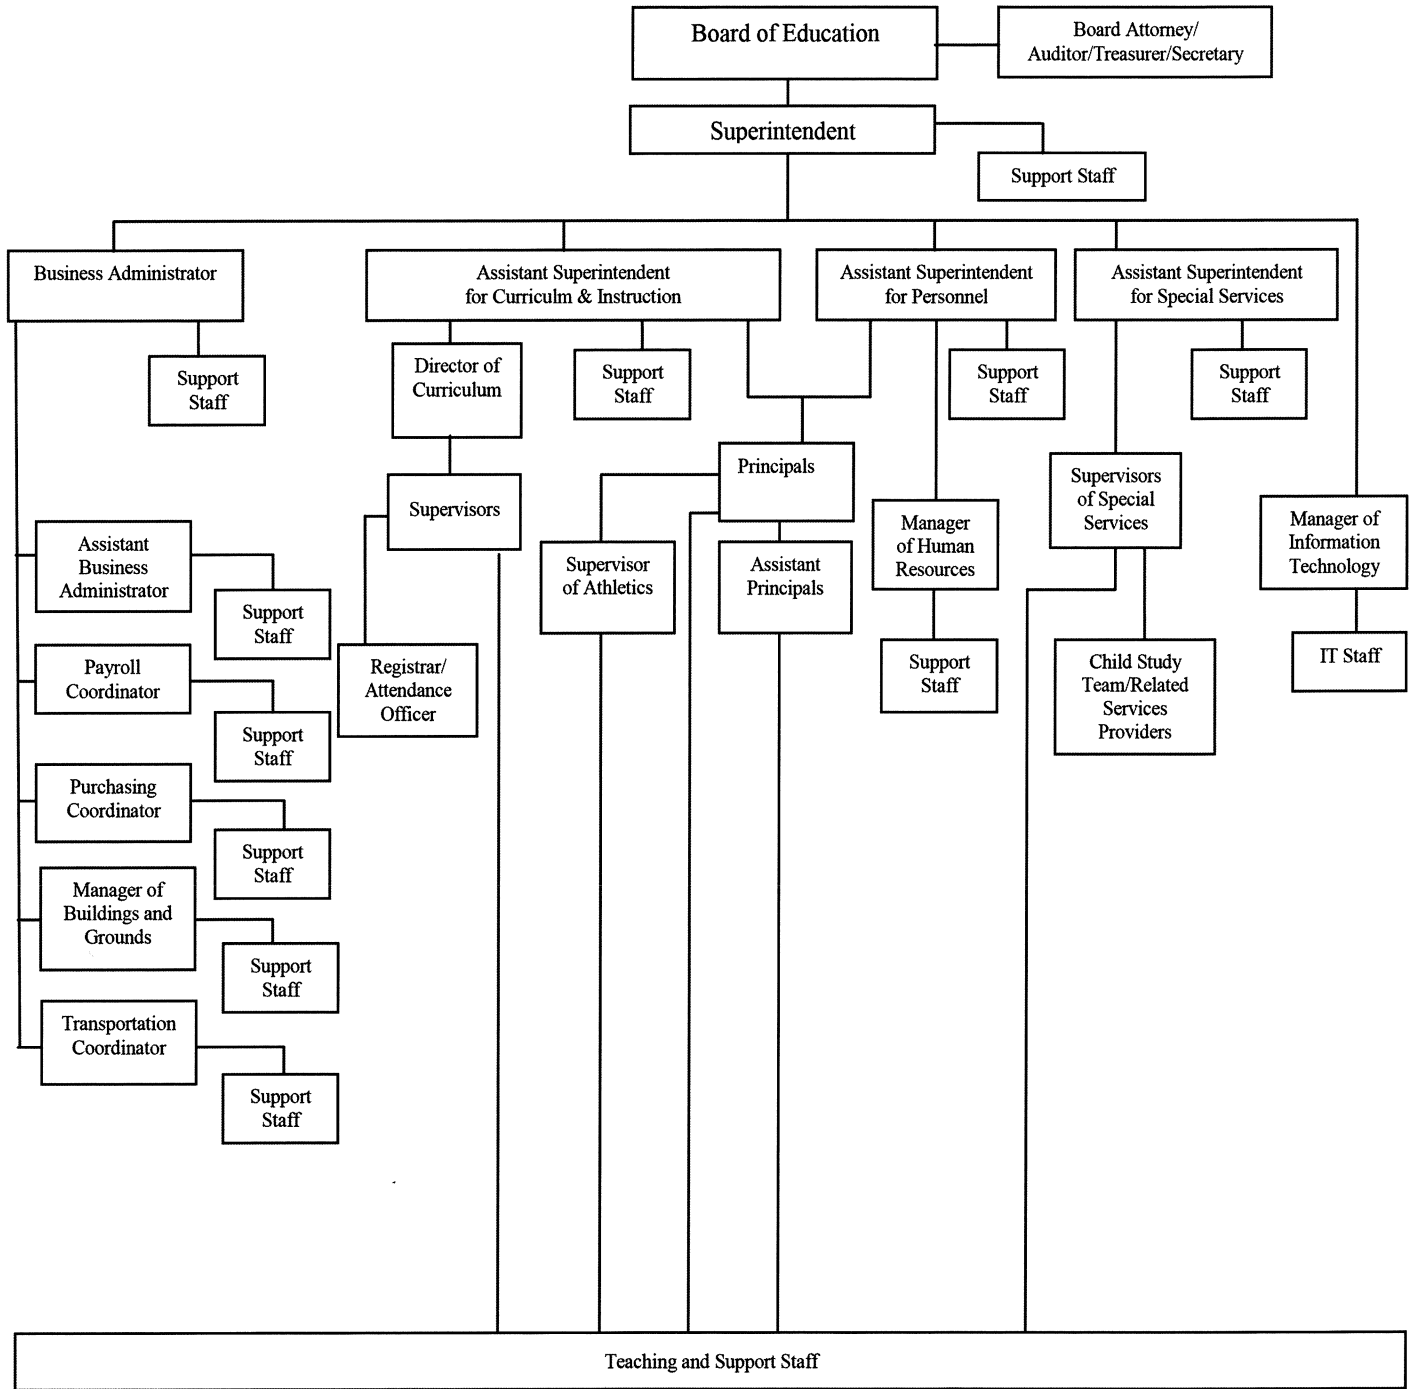 Board of Education
Board Attorney/
Auditor/Treasurer/Secretary
Superintendent
Support Staff
Business Administrator
Assistant Superintendent
for Curriculm & Instruction
Assistant Superintendent
for Personnel
Assistant Superintendent
for Special Services
Support
Staff
Director of
Curriculum
Support
Staff
Support
Staff
Support
Staff
Principals
Supervisors
Supervisors
of Special
Services
Manager
of Human
Resources
Manager of
Information
Technology
Assistant
Business
Administrator
Supervisor
of Athletics
Assistant
Principals
Support
Staff
Payroll
Coordinator
Registrar/
Attendance
Officer
Support
Staff
Child Study
Team/Related
Services
Providers
IT Staff
Support
Staff
Purchasing
Coordinator
Support
Staff
Manager of
Buildings and
Grounds
Support
Staff
Transportation
Coordinator
Support
Staff
Teaching and Support Staff